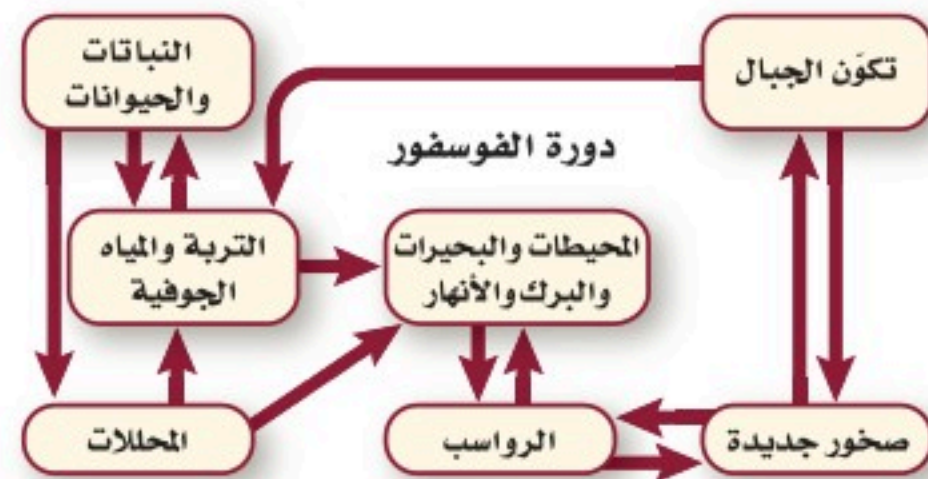 تكوَن الجبال
النباتات
والحيوانات
دورة الفوسفور
المحيطات والبحيرات
والبرك والأنهار
التربة والمياه
الجوفية
صخور جديدة
الرواسب
المحللات